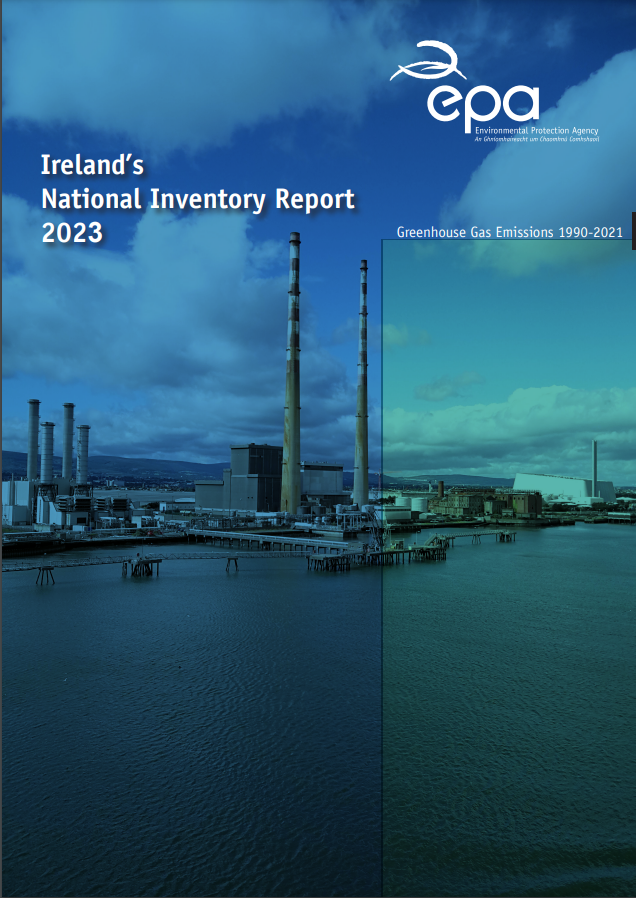 epa
Environmental Protection Agency
An Ghníomhaireacht um Chaomhnú Comhshaoil
Ireland's
National Inventory Report
2023
Greenhouse Gas Emissions 1990-2021